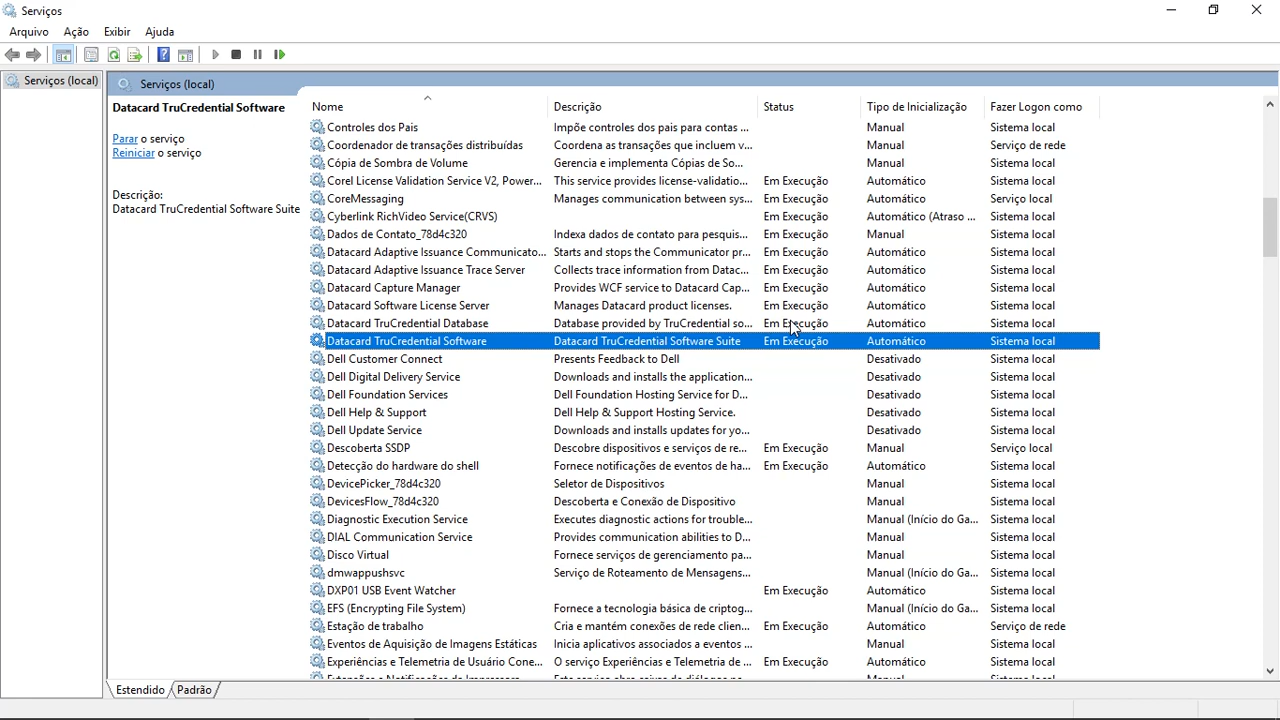 Serviços
Arquivo Ação Exibir Ajuda
Serviços (local)
Serviços (local)
Datacard TruCredential Software
Parar o serviço
Reiniciar o serviço
Descrição:
Datacard TruCredential Software Suite
Nome Descrição Status Tipo de Inicialização Fazer Logon como
Controles dos Pais Impõe controles dos pais para contas ... Manual Sistema local
Coordenador de transações distribuídas Coordena as transações que incluem v... Manual Serviço de rede
Cópia de Sombra de Volume Gerencia e implementa Cópias de So... Manual Sistema local
Corel License Validation Service V2, Power... This service provides license-validatio... Em Execução Automático Sistema local
CoreMessaging Manages communication between sys... Em Execução Automático Serviço local
Cyberlink RichVideo Service(CRVS) Em Execução Automático (Atraso ... Sistema local
Dados de Contato_78d4c320 Indexa dados de contato para pesquis... Em Execução Manual Sistema local
Datacard Adaptive Issuance Communicato... Starts and stops the Communicator pr... Em Execução Automático Sistema local
Datacard Adaptive Issuance Trace Server Collects trace information from Datac... Em Execução Automático Sistema local
Datacard Capture Manager Provides WCF service to Datacard Cap... Em Execução Automático Sistema local
Datacard Software License Server Manages Datacard product licenses. Em Execução Automático Sistema local
Datacard TruCredential Database Database provided by TruCredential so... Em Execução Automático Sistema local
Datacard TruCredential Software Datacard TruCredential Software Suite Em Execução Automático Sistema local
Dell Customer Connect Presents Feedback to Dell Desativado Sistema local
Dell Digital Delivery Service Downloads and installs the application... Desativado Sistema local
Dell Foundation Services Dell Foundation Hosting Service for D... Desativado Sistema local
Dell Help & Support Dell Help & Support Hosting Service. Desativado Sistema local
Dell Update Service Downloads and installs updates for yo... Desativado Sistema local
Descoberta SSDP Descobre dispositivos e serviços de re... Em Execução Manual Serviço local
Detecção do hardware do shell Fornece notificações de eventos de ha... Em Execução Automático Sistema local
DevicePicker_78d4c320 Seletor de Dispositivos Manual Sistema local
DevicesFlow_78d4c320 Descoberta e Conexão de Dispositivo Manual Sistema local
Diagnostic Execution Service Executes diagnostic actions for trouble... Manual (Início do Ga... Sistema local
DIAL Communication Service Provides communication abilities to D... Manual Sistema local
Disco Virtual Fornece serviços de gerenciamento pa... Manual Sistema local
dmwappushsvc Serviço de Roteamento de Mensagens... Manual (Início do Ga... Sistema local
DXP01 USB Event Watcher Em Execução Automático Sistema local
EFS (Encrypting File System) Fornece a tecnologia básica de criptog... Manual (Início do Ga... Sistema local
Estação de trabalho Cria e mantém conexões de rede clien... Em Execução Automático Serviço de rede
Eventos de Aquisição de Imagens Estáticas Inicia aplicativos associados a eventos ... Manual Sistema local
Experiências e Telemetria de Usuário Cone... O serviço Experiências e Telemetria de ... Em Execução Automático Sistema local
Estendido Padrão